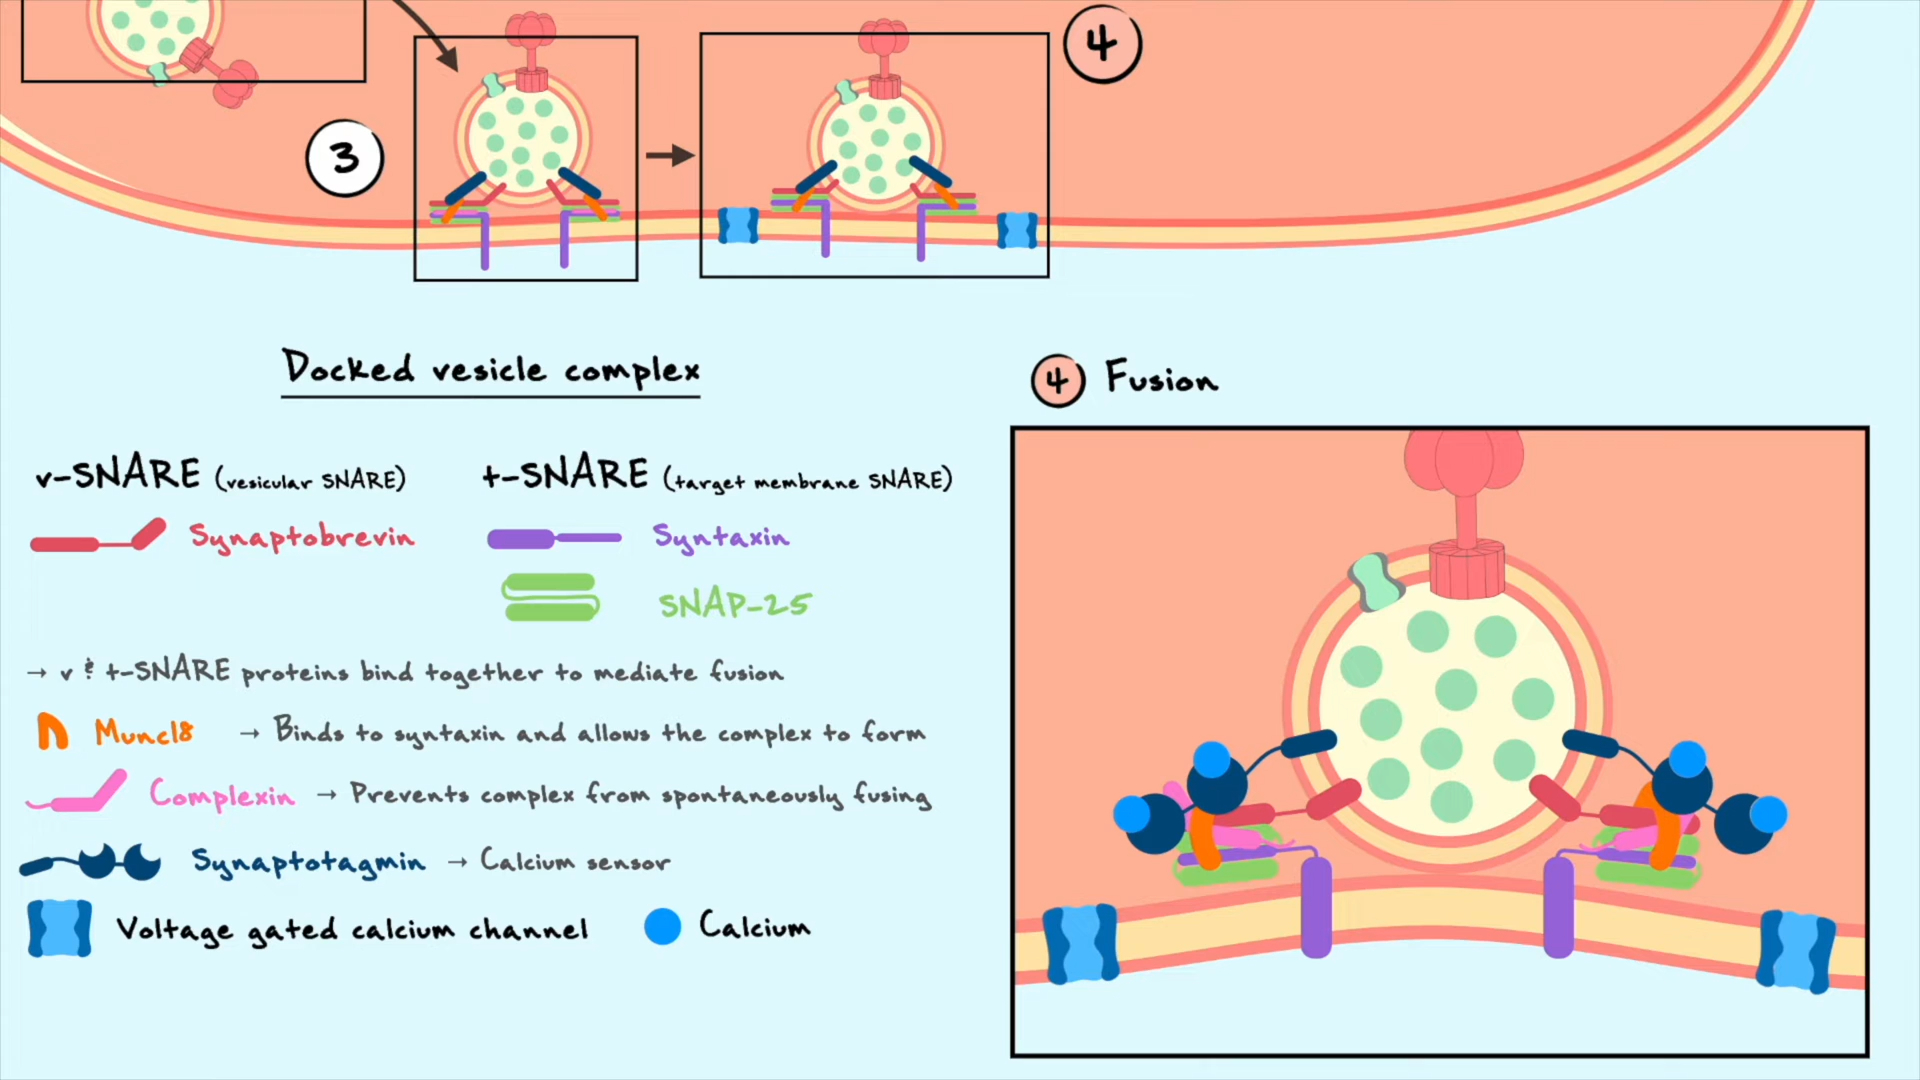 4
3
Docked vesicle complex
4 Fusion
v-SNARE (vesicular SNARE)
t-SNARE (target membrane SNARE)
Synaptobrevin
Syntaxin
SNAP-25
→ v & t-SNARE proteins bind together to mediate fusion
Munc18 → Binds to syntaxin and allows the complex to form
Complexin → Prevents complex from spontaneously fusing
Synaptotagmin → Calcium sensor
Voltage gated calcium channel
Calcium